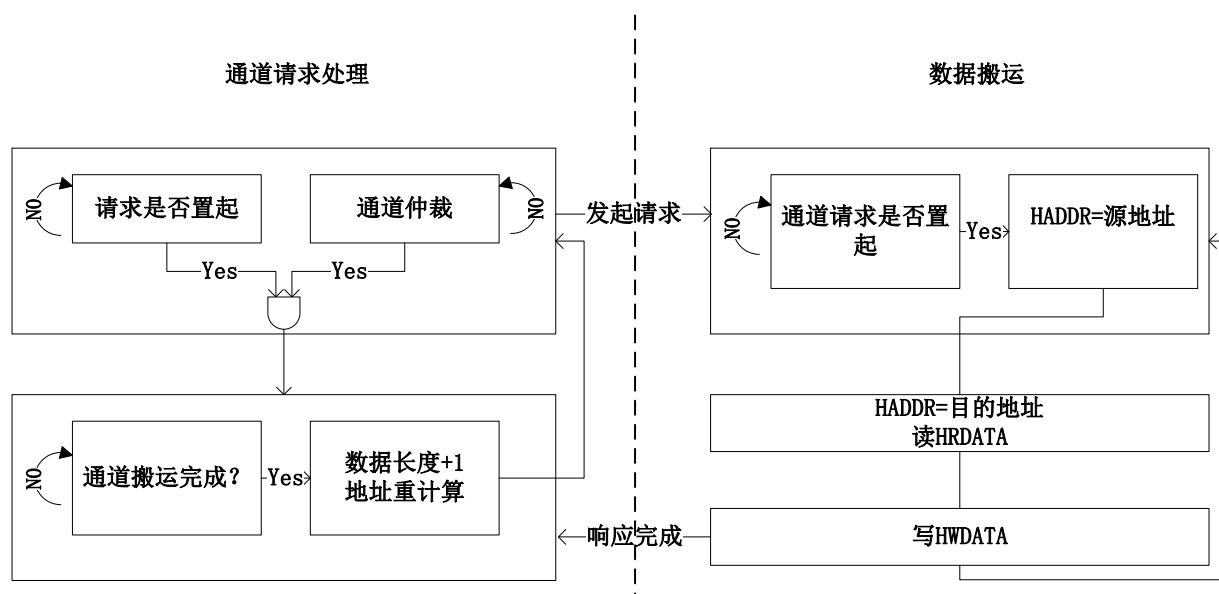 通道请求处理
数据搬运
NO
请求是否置起
通道仲裁
NO
Yes
Yes
发起请求
NO
通道请求是否置
起
Yes
HADDR=源地址
NO
通道搬运完成?
Yes
数据长度+1
地址重计算
HADDR=目的地址
读HRDATA
响应完成
写HWDATA